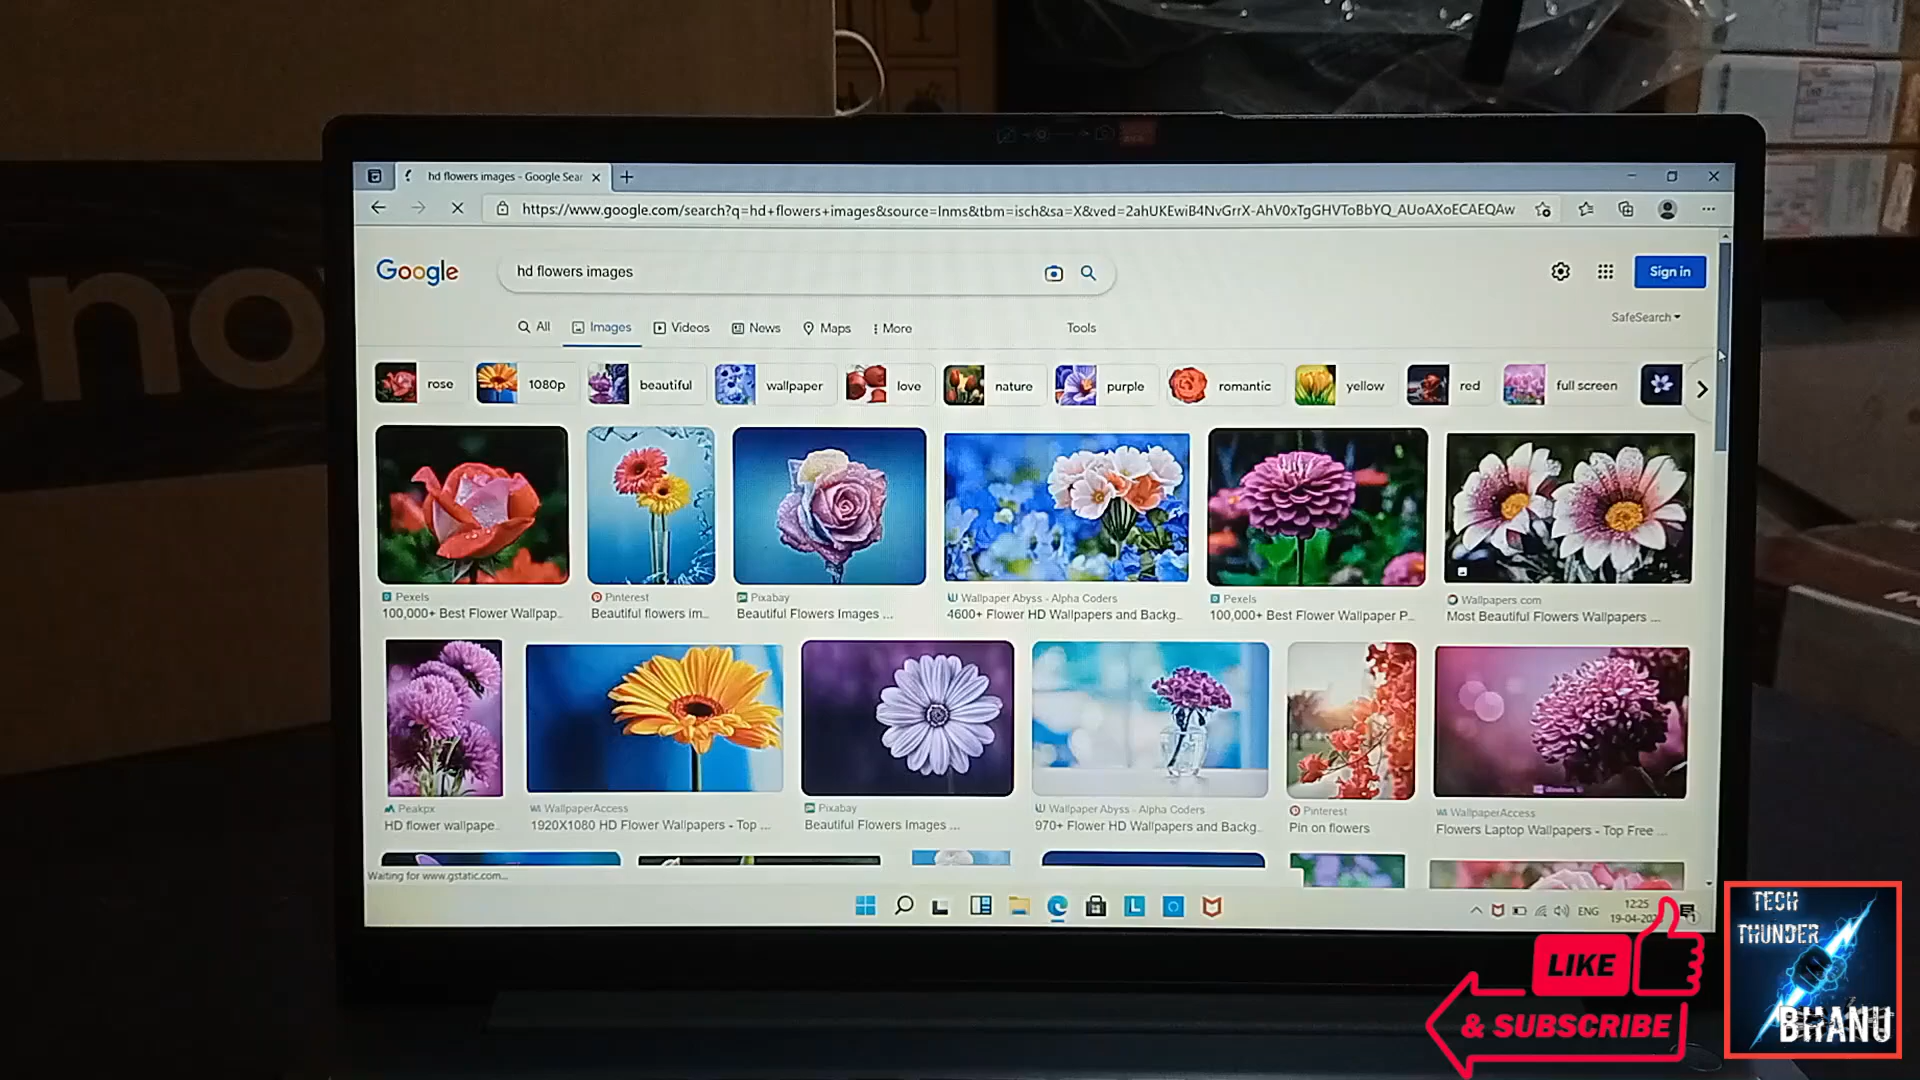 enov
hd flowers images - Google Sear
https://www.google.com/search?q=hd+flowers+images&source=lnms&tbm=isch&sa=X&ved=2ahUKEwiB4NvGrrX-AhV0xTgGHVToBbYQ_AUoAXoECAEQAw
Google
hd flowers images
Sign in
All Images Videos News Maps More Tools
SafeSearch
rose 1080p beautiful wallpaper love nature purple romantic yellow red full screen
Pexels Pinterest Pixabay Wallpaper Abyss - Alpha Coders Pexels Wallpapers.com
100,000+ Best Flower Wallpap... Beautiful flowers im... Beautiful Flowers Images ... 4600+ Flower HD Wallpapers and Backg... 100,000+ Best Flower Wallpaper P... Most Beautiful Flowers Wallpapers ...
Peakpx WallpaperAccess Pixabay Wallpaper Abyss - Alpha Coders Pinterest WallpaperAccess
HD flower wallpape... 1920X1080 HD Flower Wallpapers - Top ... Beautiful Flowers Images ... 970+ Flower HD Wallpapers and Backg... Pin on flowers Flowers Laptop Wallpapers - Top Free ...
Waiting for www.gstatic.com...
ENG
12:25
19-04-202
LIKE
& SUBSCRIBE
TECH
THUNDER
BHANU